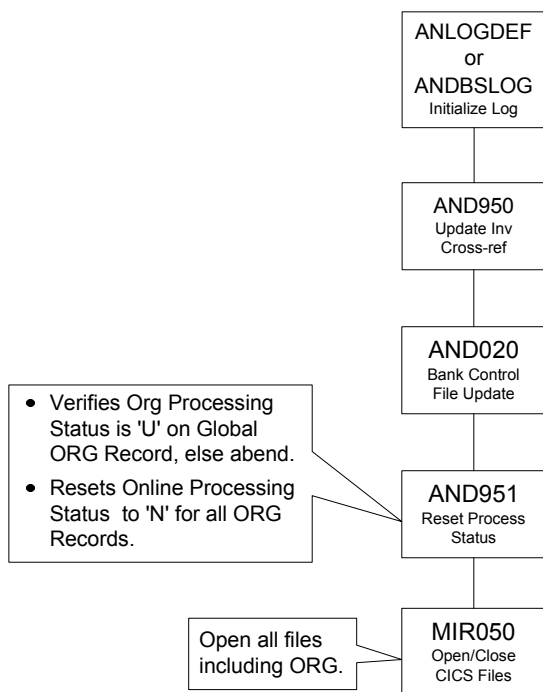 ANLOGDEF
or
ANDBSLOG
Initialize Log
AND950
Update Inv
Cross-ref
AND020
Bank Control
File Update
• Verifies Org Processing
Status is 'U' on Global
ORG Record, else abend.
• Resets Online Processing
Status to 'N' for all ORG
Records.
AND951
Reset Process
Status
Open all files
including ORG.
MIR050
Open/Close
CICS Files